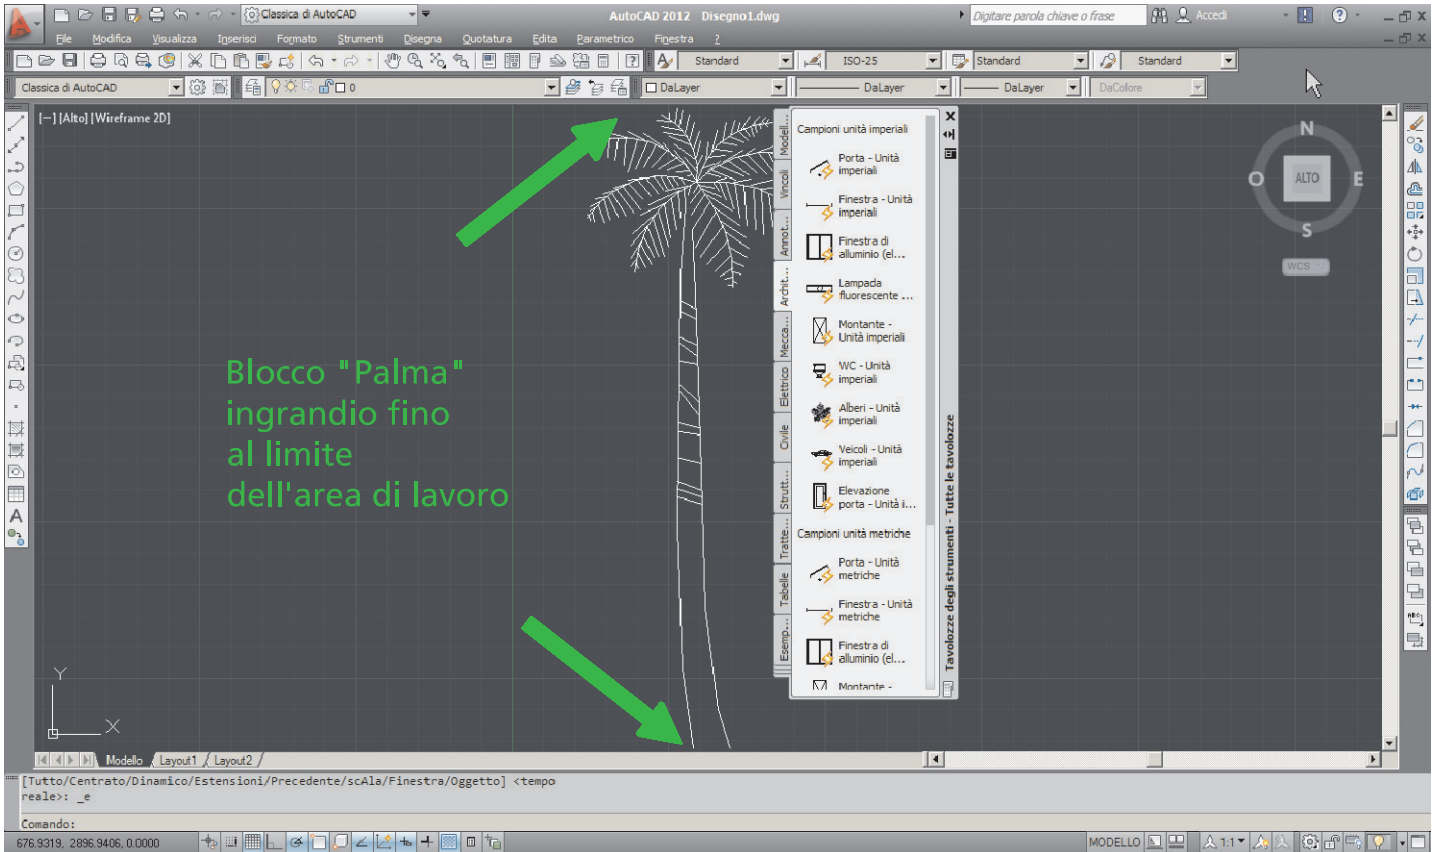 Classica di AutoCAD
AutoCAD 2012 Disegno1.dwg
Digitare parola chiave o frase
Accedi
File Modifica Visualizza Inserisci Formato Strumenti Disegna Quotatura Edita Parametrico Finestra ?
Standard ISO-25 Standard Standard
Classica di AutoCAD 0 DaLayer DaLayer DaLayer DaColore
[−] [Alto] [Wireframe 2D]
N
O ALTO E
S
WCS
Blocco "Palma"
ingrandio fino
al limite
dell'area di lavoro
Modell...
Vincoli
Annot...
Archit...
Mecca...
Elettrico
Civile
Strutt...
Tratte...
Tabelle
Esemp...
Campioni unità imperiali
Porta - Unità
imperiali
Finestra - Unità
imperiali
Finestra di
alluminio (el...
Lampada
fluorescente ...
Montante -
Unità imperiali
WC - Unità
imperiali
Alberi - Unità
imperiali
Veicoli - Unità
imperiali
Elevazione
porta - Unità i...
Campioni unità metriche
Porta - Unità
metriche
Finestra - Unità
metriche
Finestra di
alluminio (el...
Montante -
Tavolozze degli strumenti - Tutte le tavolozze
Y
X
A
Modello Layout1 Layout2
[Tutto/Centrato/Dinamico/Estensioni/Precedente/scAla/Finestra/Oggetto] <tempo
reale>: _e
Comando:
676.9319, 2896.9406, 0.0000
MODELLO 1:1